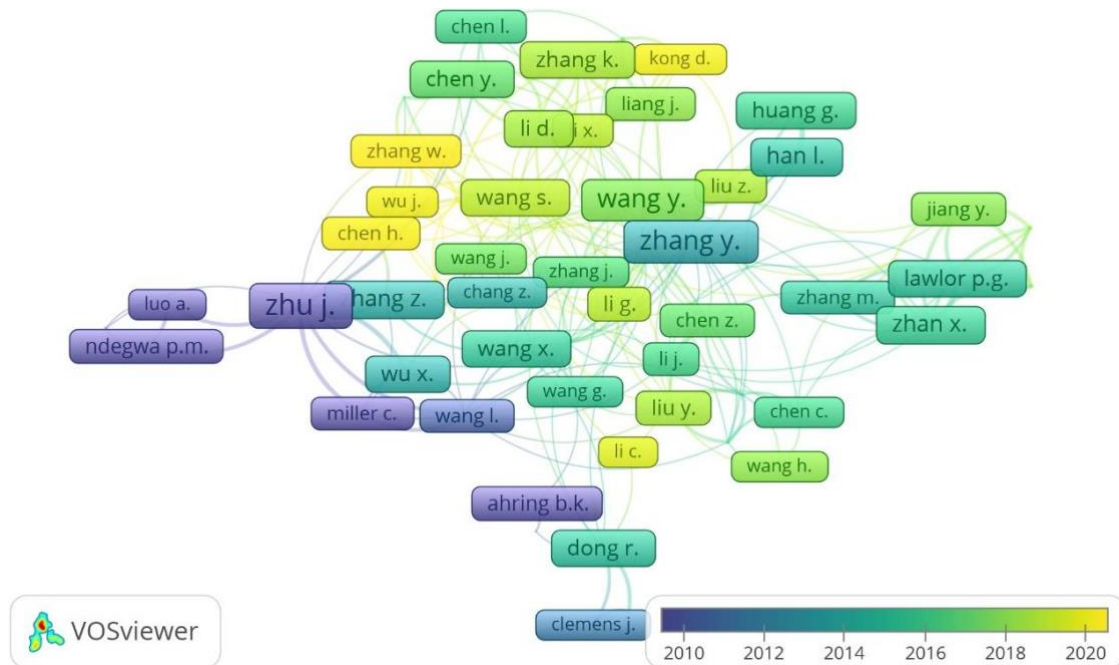 chen l.
zhang k.
kong d.
chen y.
liang j.
huang g.
li d.
i x.
zhang w.
han l.
wang s.
wang y.
liu z.
wu j.
jiang y.
chen h.
zhang y.
wang j.
zhang j.
lawlor p.g.
luo a.
zhu j.
hang z.
chang z.
li g.
zhang m.
chen z.
zhan x.
ndegwa p.m.
wang x.
li j.
wu x.
wang g.
miller c.
wang l.
liu y.
chen c.
li c.
wang h.
ahring b.k.
dong r.
clemens j.
VOSviewer
2010 2012 2014 2016 2018 2020